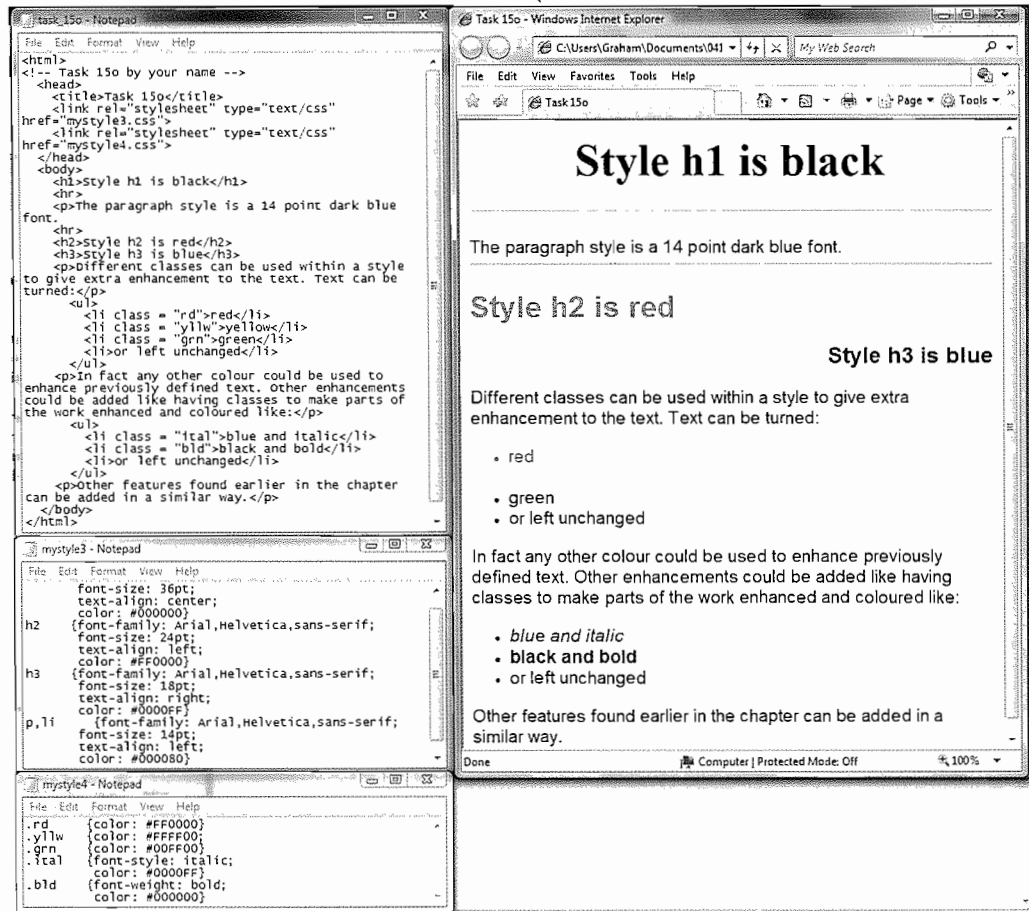 task_15o - Notepad
File Edit Format View Help
<html>
<!-- Task 15o by your name -->
<head>
<title>Task 15o</title>
<link rel="stylesheet" type="text/css"
href="mystyle3.css">
<link rel="stylesheet" type="text/css"
href="mystyle4.css">
</head>
<body>
<h1>Style h1 is black</h1>
<hr>
<p>The paragraph style is a 14 point dark blue
font.
<hr>
<h2>Style h2 is red</h2>
<h3>Style h3 is blue</h3>
<p>Different classes can be used within a style
to give extra enhancement to the text. Text can be
turned:</p>
<ul>
<li class = "rd">red</li>
<li class = "yllw">yellow</li>
<li class = "grn">green</li>
<li>or left unchanged</li>
</ul>
<p>In fact any other colour could be used to
enhance previously defined text. Other enhancements
could be added like having classes to make parts of
the work enhanced and coloured like:</p>
<ul>
<li class = "ital">blue and italic</li>
<li class = "bld">black and bold</li>
<li>or left unchanged</li>
</ul>
<p>Other features found earlier in the chapter
can be added in a similar way.</p>
</body>
</html>
mystyle3 - Notepad
File Edit Format View Help
font-size: 36pt;
text-align: center;
color: #000000}
h2 {font-family: Arial,Helvetica,sans-serif;
font-size: 24pt;
text-align: left;
color: #FF0000}
h3 {font-family: Arial,Helvetica,sans-serif;
font-size: 18pt;
text-align: right;
color: #0000FF}
p,li {font-family: Arial,Helvetica,sans-serif;
font-size: 14pt;
text-align: left;
color: #000080}
mystyle4 - Notepad
File Edit Format View Help
.rd {color: #FF0000}
.yllw {color: #FFFF00;
.grn {color: #00FF00}
.ital {font-style: italic;
color: #0000FF}
.bld {font-weight: bold;
color: #000000}
Task 15o - Windows Internet Explorer
C:\Users\Graham\Documents\041
My Web Search
File Edit View Favorites Tools Help
Task 15o
Page Tools
Style h1 is black
The paragraph style is a 14 point dark blue font.
Style h2 is red
Style h3 is blue
Different classes can be used within a style to give extra
enhancement to the text. Text can be turned:
• red
• green
• or left unchanged
In fact any other colour could be used to enhance previously
defined text. Other enhancements could be added like having
classes to make parts of the work enhanced and coloured like:
• blue and italic
• black and bold
• or left unchanged
Other features found earlier in the chapter can be added in a
similar way.
Done
Computer | Protected Mode: Off
100%